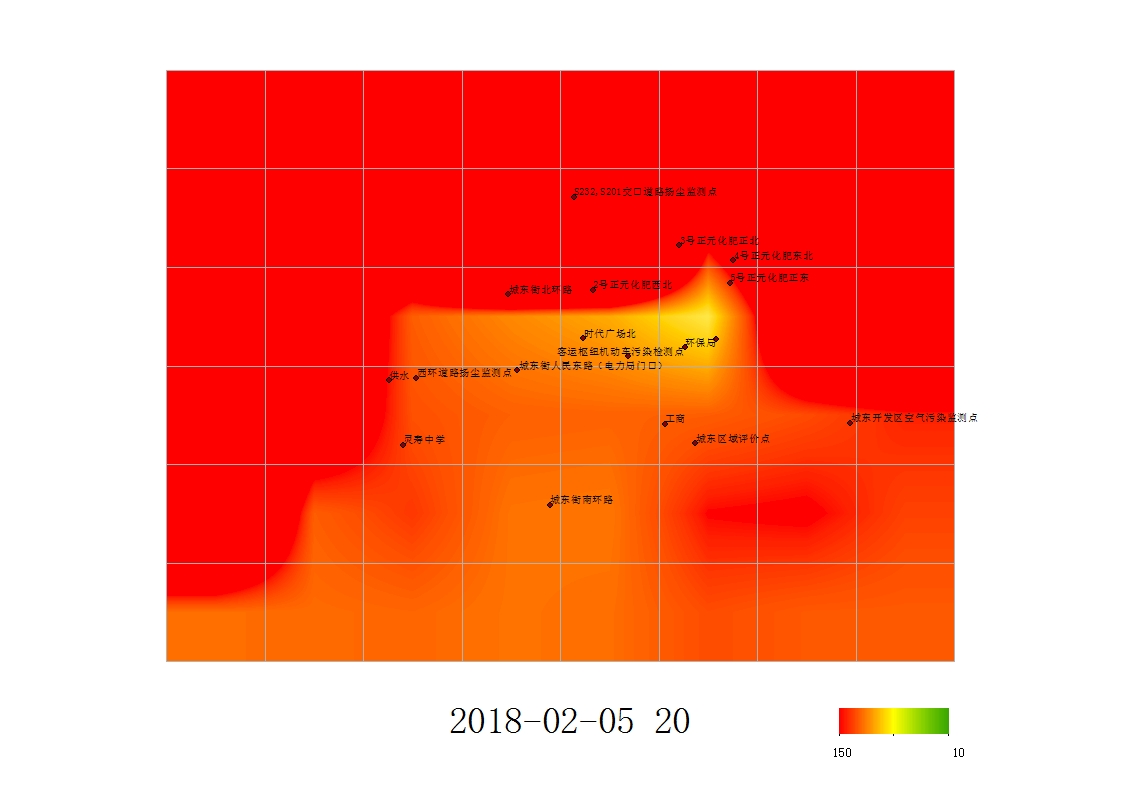 S232,S201交口道路扬尘监测点
3号正元化肥正北
4号正元化肥东北
5号正元化肥正东
2号正元化肥西北
城东街北环路
时代广场北
环保局
客运枢纽机动车污染检测点
城东街人民东路（电力局门口）
西环道路扬尘监测点
供水
工商
城东开发区空气污染监测点
城东区域评价点
灵寿中学
城东街南环路
2018-02-05 20
150
10